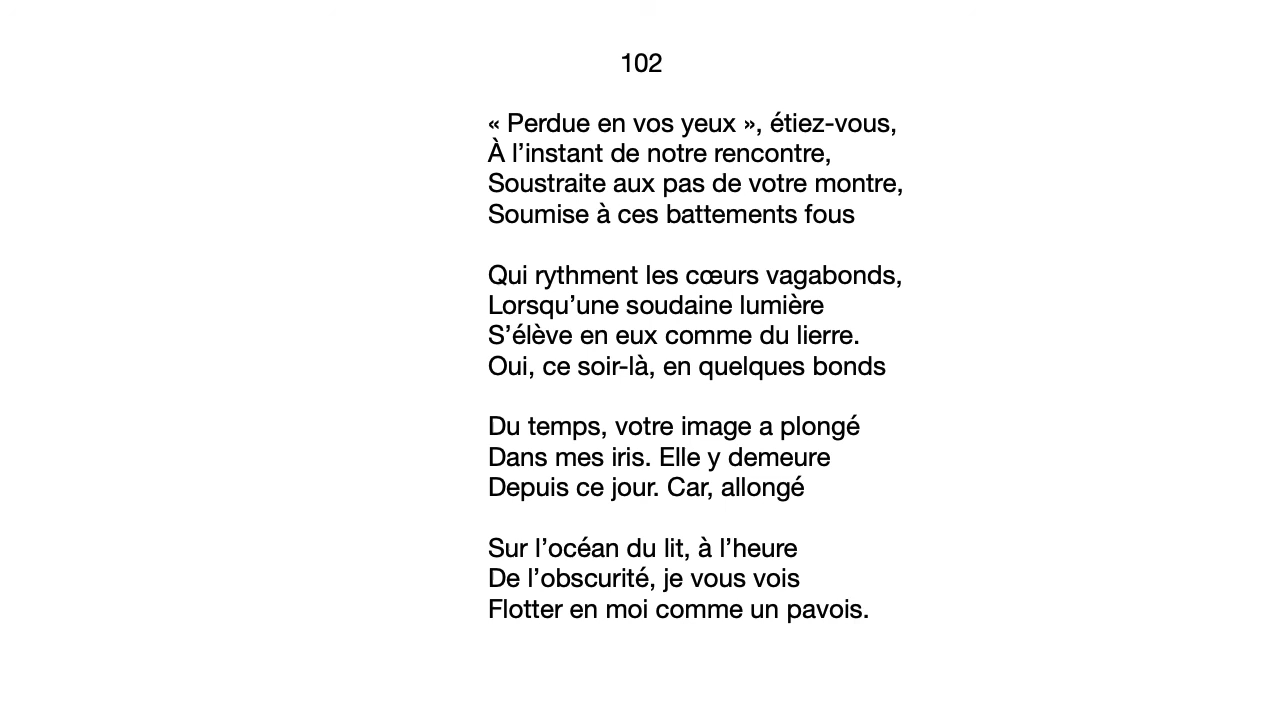 102
« Perdue en vos yeux », étiez-vous,
À l’instant de notre rencontre,
Soustraite aux pas de votre montre,
Soumise à ces battements fous
Qui rythment les cœurs vagabonds,
Lorsqu’une soudaine lumière
S’élève en eux comme du lierre.
Oui, ce soir-là, en quelques bonds
Du temps, votre image a plongé
Dans mes iris. Elle y demeure
Depuis ce jour. Car, allongé
Sur l’océan du lit, à l’heure
De l’obscurité, je vous vois
Flotter en moi comme un pavois.